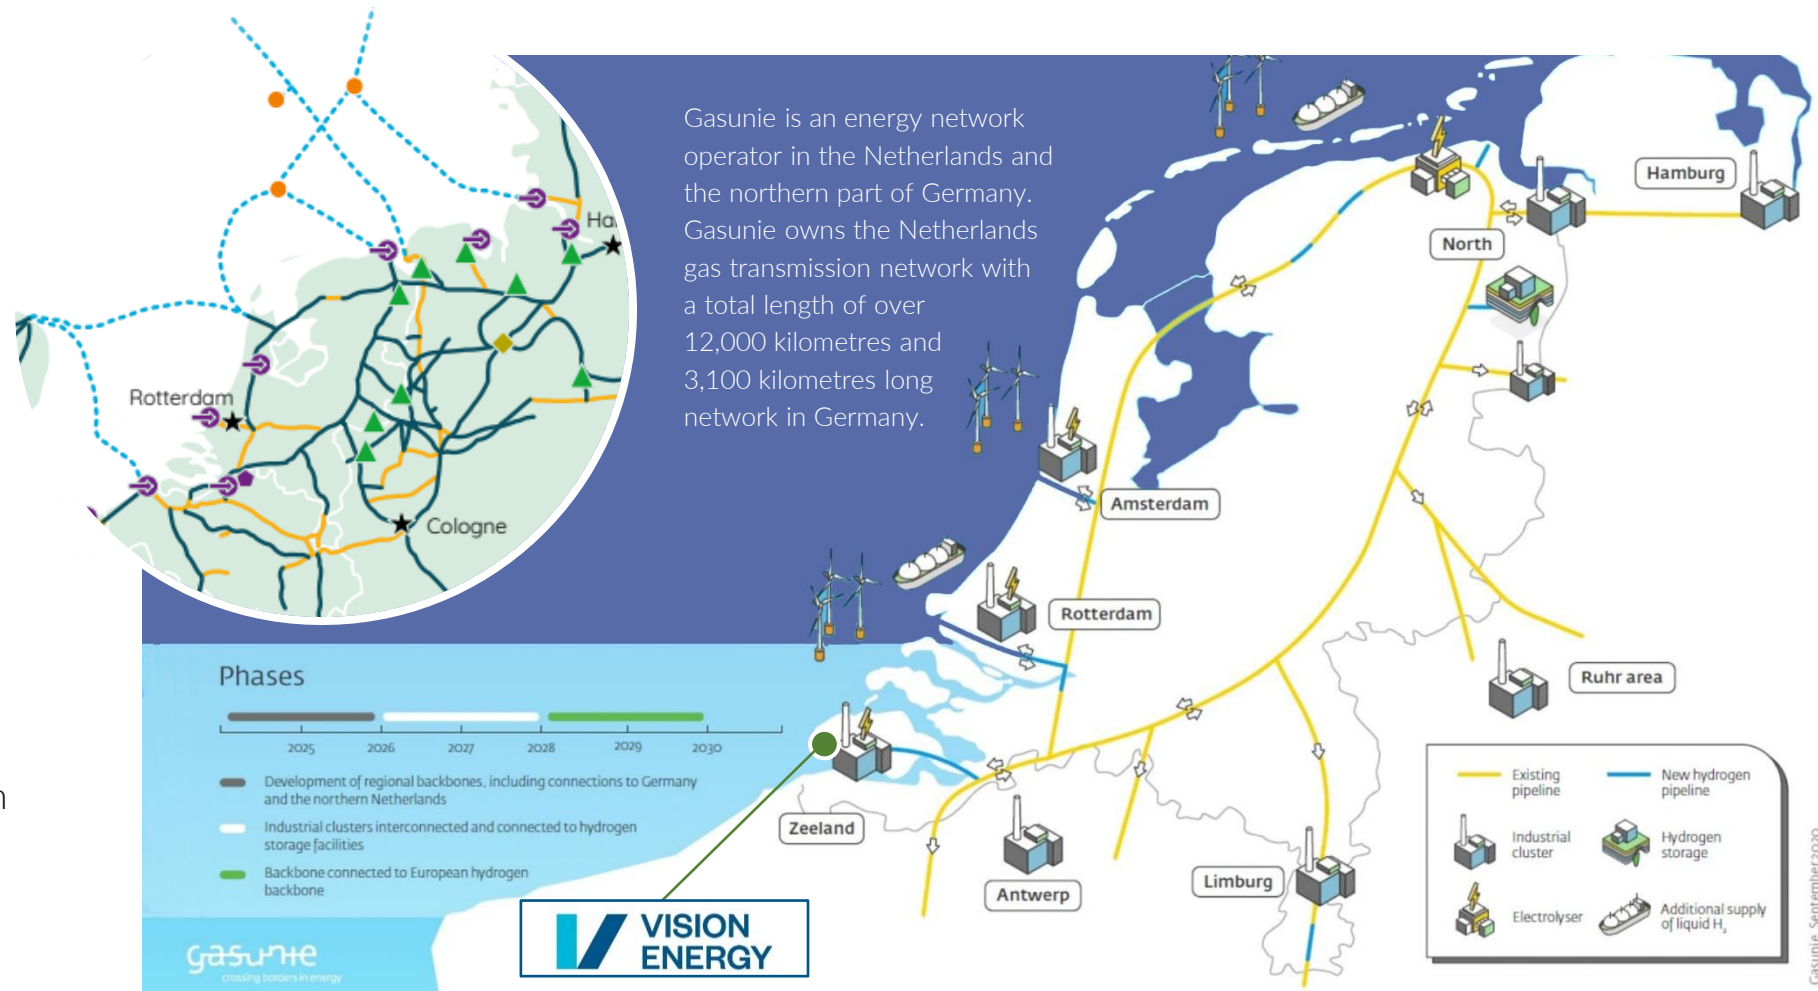 Gasunie is an energy network
operator in the Netherlands and
the northern part of Germany.
Gasunie owns the Netherlands
gas transmission network with
a total length of over
12,000 kilometres and
3,100 kilometres long
network in Germany.
Ha
Rotterdam
Cologne
Hamburg
North
Amsterdam
Rotterdam
Ruhr area
Zeeland
Antwerp
Limburg
Phases
2025 2026 2027 2028 2029 2030
Development of regional backbones, including connections to Germany
and the northern Netherlands
Industrial clusters interconnected and connected to hydrogen
storage facilities
Backbone connected to European hydrogen
backbone
gasunie
crossing borders in energy
VISION
ENERGY
Existing
pipeline
New hydrogen
pipeline
Industrial
cluster
Hydrogen
storage
Electrolyser
Additional supply
of liquid H₂
Gasunie, September 2020